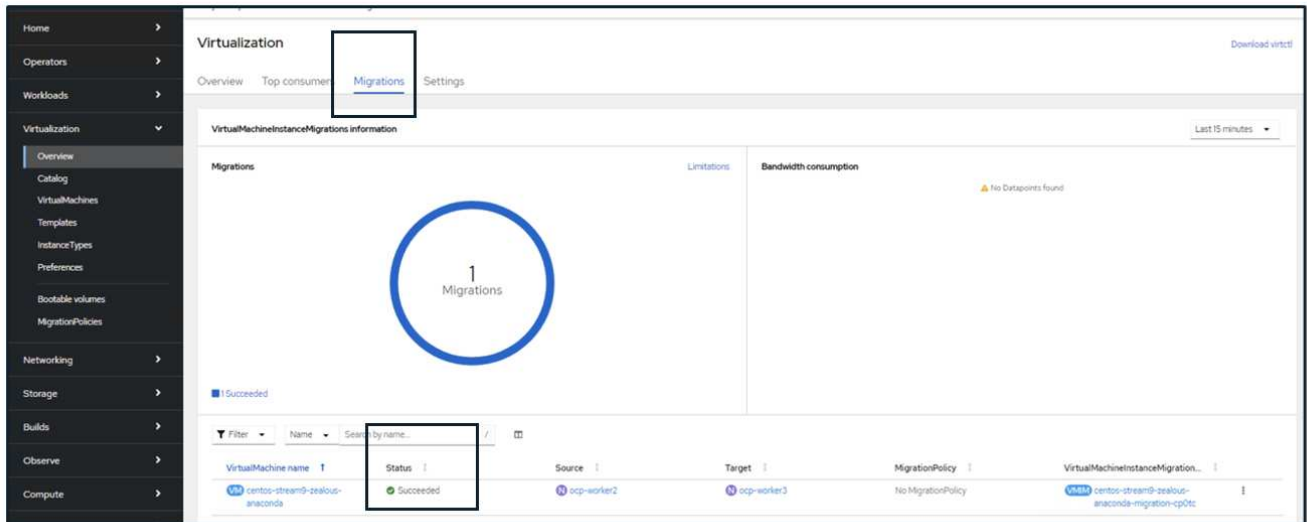 Home
Operators
Workloads
Virtualization
Overview
Catalog
VirtualMachines
Templates
InstanceTypes
Preferences
Bootable volumes
MigrationPolicies
Networking
Storage
Builds
Observe
Compute
Virtualization
Download virtctl
Overview Top consumers Migrations Settings
VirtualMachineInstanceMigrations information
Last 15 minutes
Migrations
Limitations
1
Migrations
1 Succeeded
Bandwidth consumption
No Datapoints found
Filter Name Search by name... /
VirtualMachine name Status Source Target MigrationPolicy VirtualMachineInstanceMigration...
VM centos-stream9-zealous-
anaconda
Succeeded
N ocp-worker2
N ocp-worker3
No MigrationPolicy
VMIM centos-stream9-zealous-
anaconda-migration-cp0tc